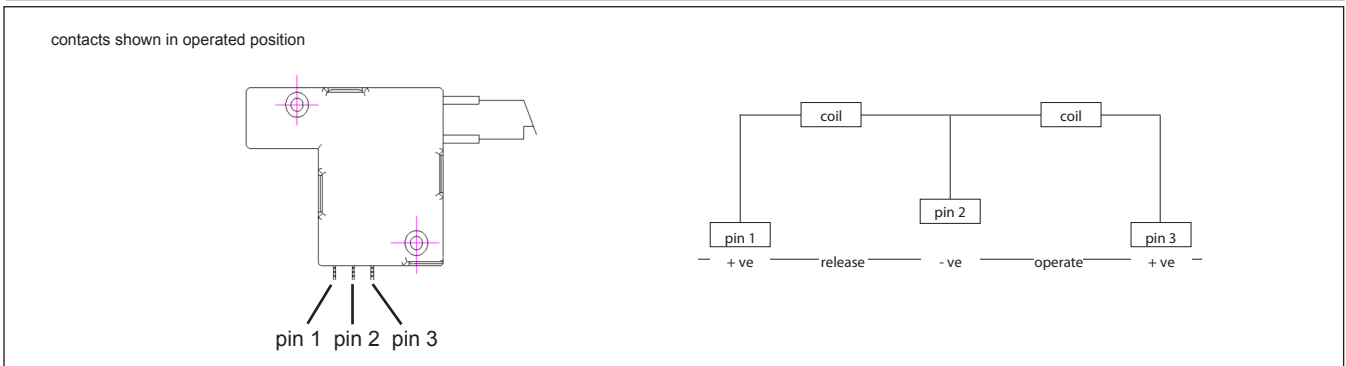 contacts shown in operated position
coil
coil
pin 2
pin 1
pin 3
+ ve
release
- ve
operate
+ ve
pin 1
pin 2
pin 3